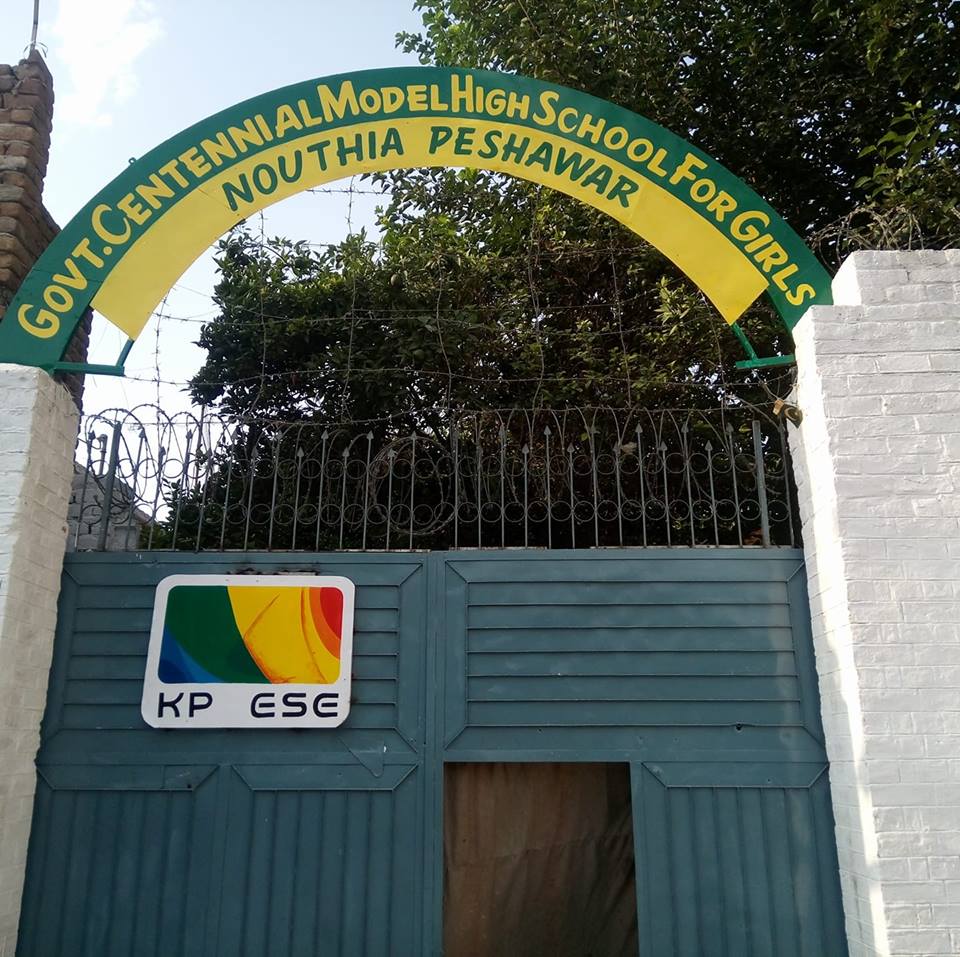 GOVT. CENTENNIAL MODEL HIGH SCHOOL FOR GIRLS
NOUTHIA PESHAWAR
KP ESE